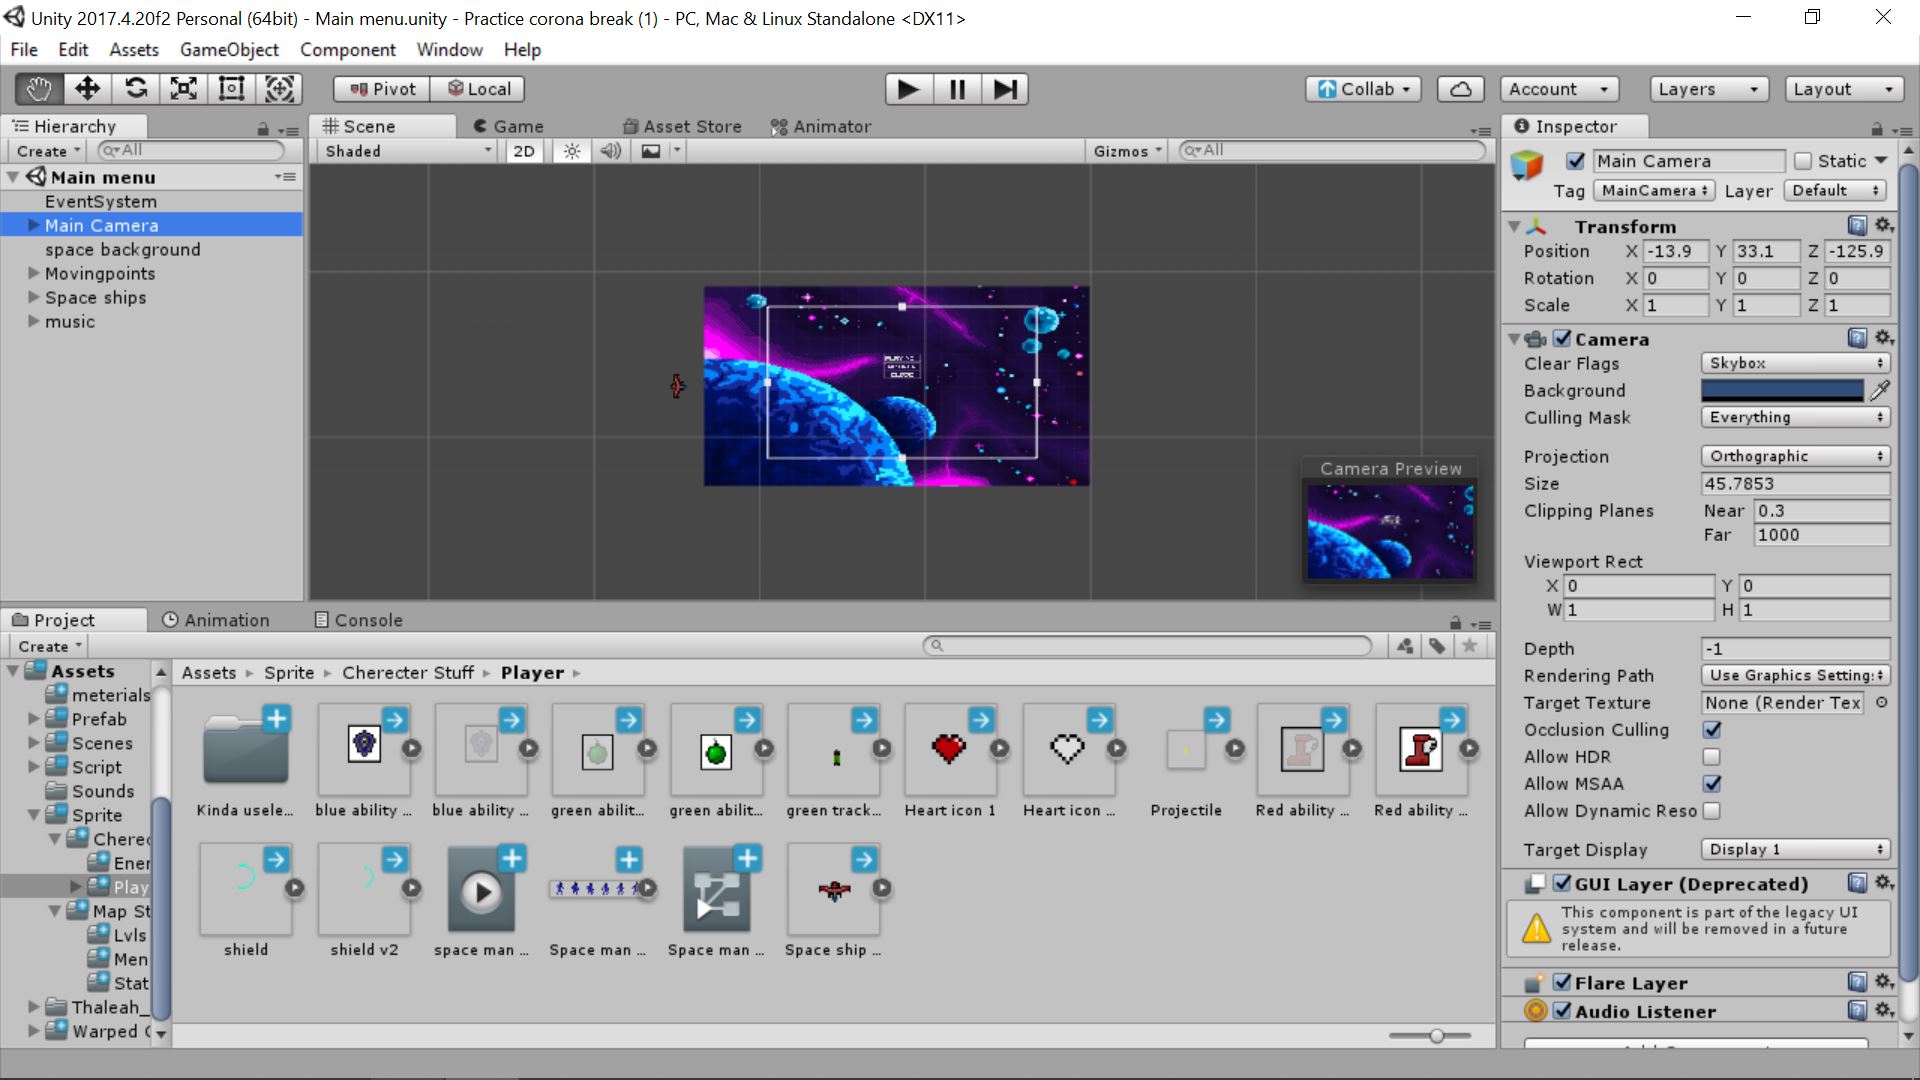 Unity 2017.4.20f2 Personal (64bit) - Main menu.unity - Practice corona break (1) - PC, Mac & Linux Standalone <DX11>
File Edit Assets GameObject Component Window Help
Pivot Local Collab Account Layers Layout
Hierarchy
Create All
Main menu
EventSystem
Main Camera
space background
Movingpoints
Space ships
music
Scene Game Asset Store Animator
Shaded 2D Gizmos All
Camera Preview
Inspector
Main Camera Static
Tag MainCamera Layer Default
Transform
Position X -13.9 Y 33.1 Z -125.9
Rotation X 0 Y 0 Z 0
Scale X 1 Y 1 Z 1
Camera
Clear Flags Skybox
Background
Culling Mask Everything
Projection Orthographic
Size 45.7853
Clipping Planes Near 0.3
Far 1000
Viewport Rect
X 0 Y 0
W 1 H 1
Depth -1
Rendering Path Use Graphics Setting:
Target Texture None (Render Tex
Occlusion Culling
Allow HDR
Allow MSAA
Allow Dynamic Reso
Target Display Display 1
GUI Layer (Deprecated)
This component is part of the legacy UI
system and will be removed in a future
release.
Flare Layer
Audio Listener
Project Animation Console
Create
Assets
meterials
Prefab
Scenes
Script
Sounds
Sprite
Cherec
Ener
Play
Map St
Lvls
Men
Stat
Thaleah_
Warped
Assets Sprite Cherecter Stuff Player
Kinda usele... blue ability ... blue ability ... green abilit... green abilit... green track... Heart icon 1 Heart icon ... Projectile Red ability ... Red ability ...
shield shield v2 space man ... Space man ... Space man ... Space ship ...